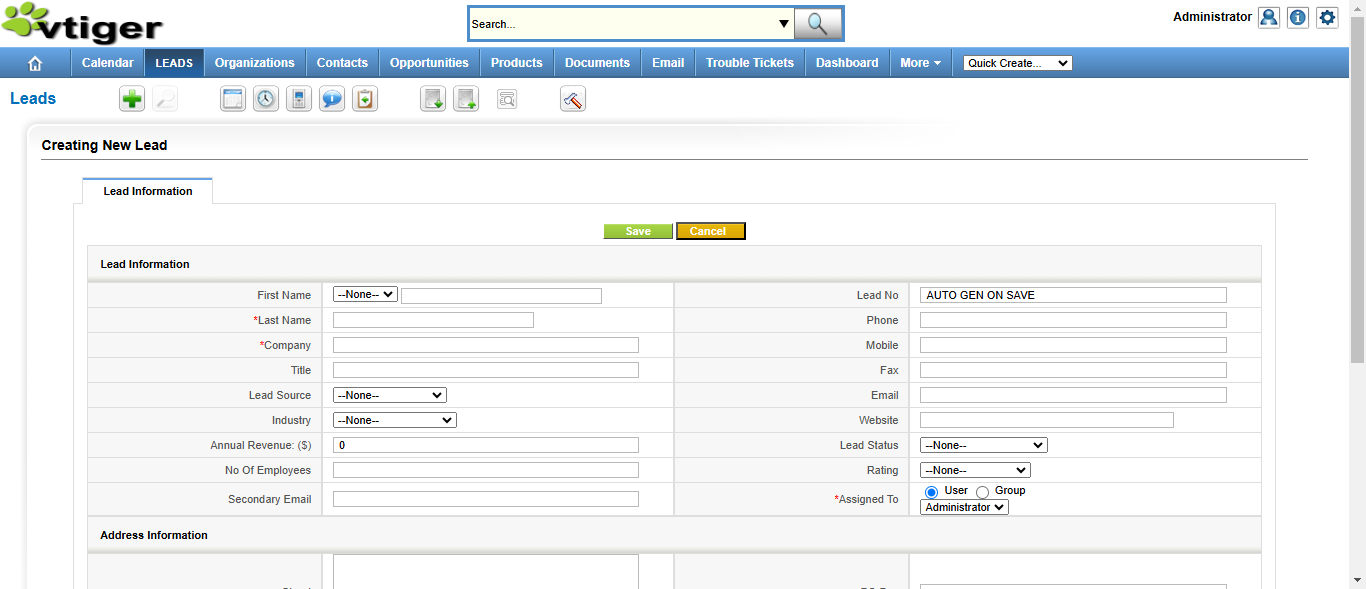 vtiger
Search...
Administrator
Calendar LEADS Organizations Contacts Opportunities Products Documents Email Trouble Tickets Dashboard More Quick Create...
Leads
Creating New Lead
Lead Information
Save Cancel
Lead Information
First Name --None-- Lead No AUTO GEN ON SAVE
*Last Name Phone
*Company Mobile
Title Fax
Lead Source --None-- Email
Industry --None-- Website
Annual Revenue: ($) 0 Lead Status --None--
No Of Employees Rating --None--
Secondary Email *Assigned To User Group
Administrator
Address Information